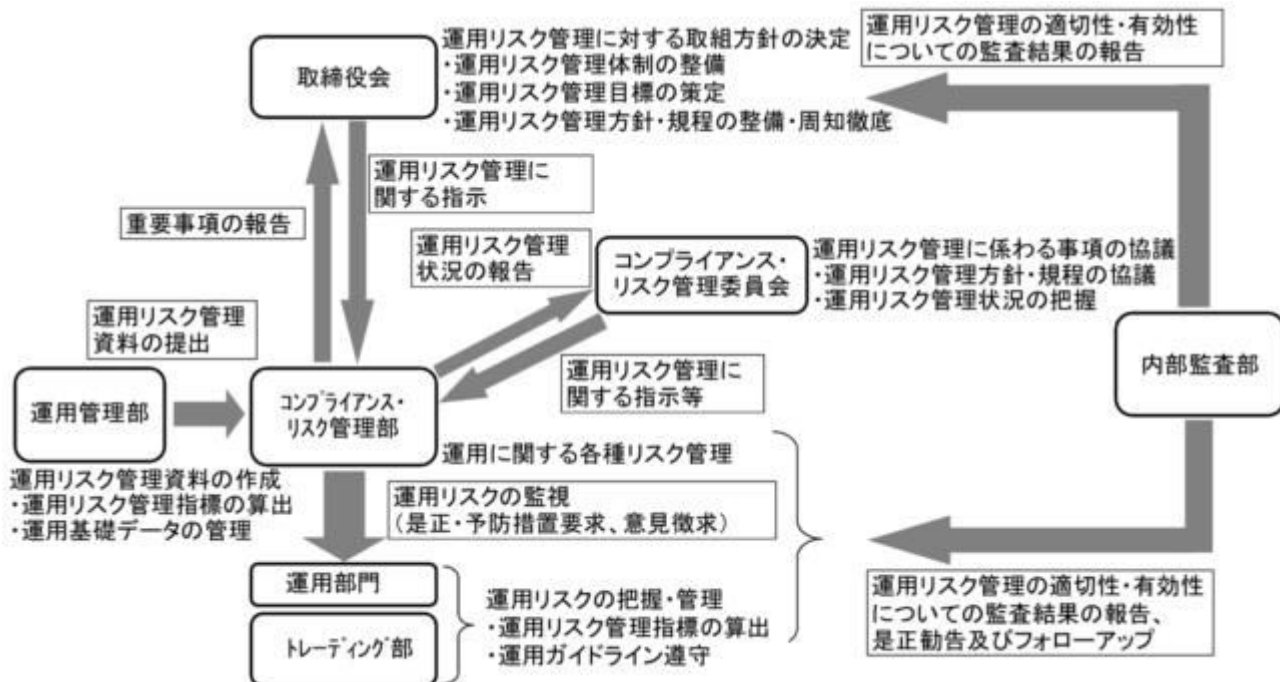 取締役会
運用リスク管理に対する取組方針の決定
・運用リスク管理体制の整備
・運用リスク管理目標の策定
・運用リスク管理方針・規程の整備・周知徹底
運用リスク管理の適切性・有効性
についての監査結果の報告
運用リスク管理に
関する指示
重要事項の報告
運用リスク管理
状況の報告
コンプライアンス・
リスク管理委員会
運用リスク管理に係わる事項の協議
・運用リスク管理方針・規程の協議
・運用リスク管理状況の把握
運用リスク管理
資料の提出
運用リスク管理に
関する指示等
内部監査部
運用管理部
コンプライアンス・
リスク管理部
運用に関する各種リスク管理
運用リスク管理資料の作成
・運用リスク管理指標の算出
・運用基礎データの管理
運用リスクの監視
（是正・予防措置要求、意見徴求）
運用部門
トレーディング部
運用リスクの把握・管理
・運用リスク管理指標の算出
・運用ガイドライン遵守
運用リスク管理の適切性・有効性
についての監査結果の報告、
是正勧告及びフォローアップ